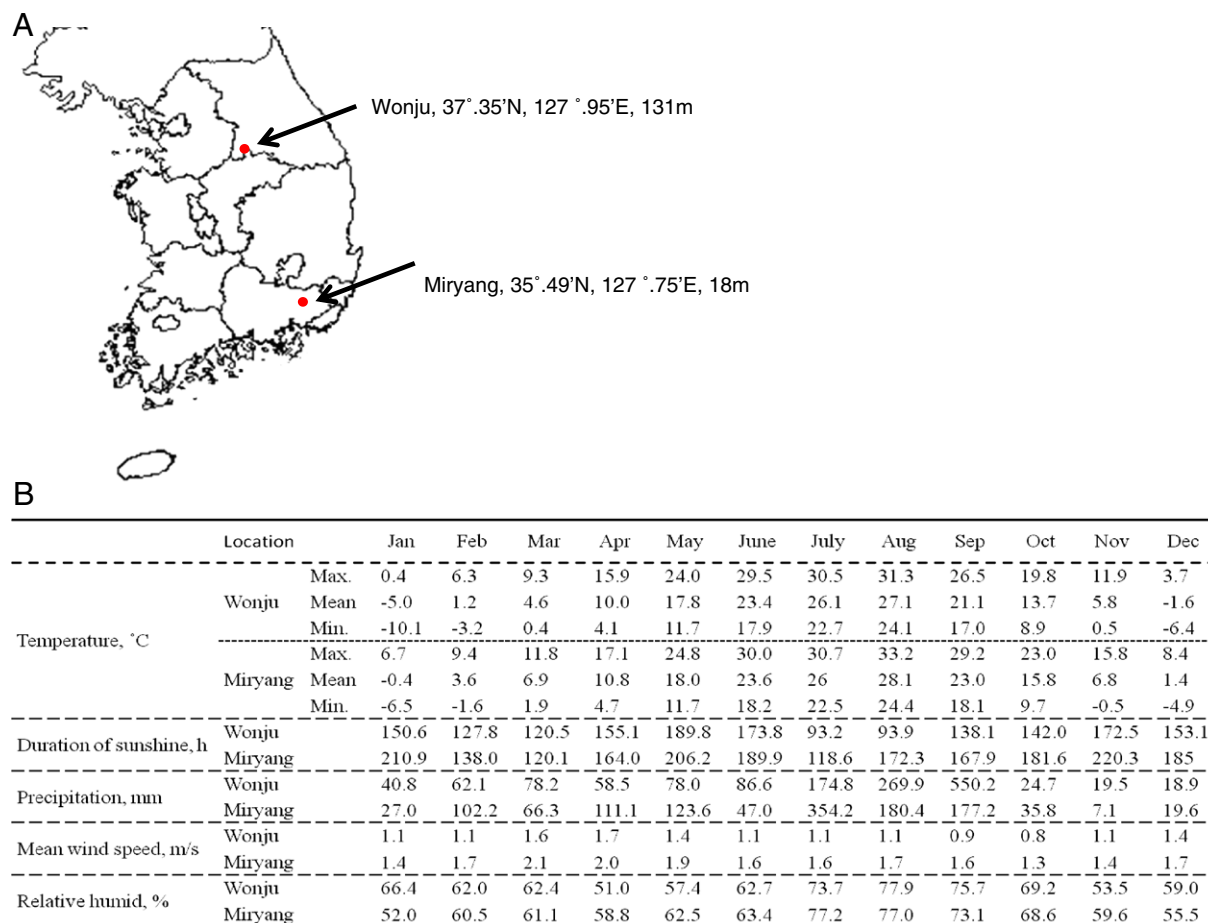 A
Wonju, 37˚.35’N, 127 ˚.95’E, 131m
Miryang, 35˚.49’N, 127 ˚.75’E, 18m
B
Location Jan Feb Mar Apr May June July Aug Sep Oct Nov Dec
Temperature, ˚C Wonju Max. 0.4 6.3 9.3 15.9 24.0 29.5 30.5 31.3 26.5 19.8 11.9 3.7
Mean -5.0 1.2 4.6 10.0 17.8 23.4 26.1 27.1 21.1 13.7 5.8 -1.6
Min. -10.1 -3.2 0.4 4.1 11.7 17.9 22.7 24.1 17.0 8.9 0.5 -6.4
Miryang Max. 6.7 9.4 11.8 17.1 24.8 30.0 30.7 33.2 29.2 23.0 15.8 8.4
Mean -0.4 3.6 6.9 10.8 18.0 23.6 26 28.1 23.0 15.8 6.8 1.4
Min. -6.5 -1.6 1.9 4.7 11.7 18.2 22.5 24.4 18.1 9.7 -0.5 -4.9
Duration of sunshine, h Wonju 150.6 127.8 120.5 155.1 189.8 173.8 93.2 93.9 138.1 142.0 172.5 153.1
Miryang 210.9 138.0 120.1 164.0 206.2 189.9 118.6 172.3 167.9 181.6 220.3 185
Precipitation, mm Wonju 40.8 62.1 78.2 58.5 78.0 86.6 174.8 269.9 550.2 24.7 19.5 18.9
Miryang 27.0 102.2 66.3 111.1 123.6 47.0 354.2 180.4 177.2 35.8 7.1 19.6
Mean wind speed, m/s Wonju 1.1 1.1 1.6 1.7 1.4 1.1 1.1 1.1 0.9 0.8 1.1 1.4
Miryang 1.4 1.7 2.1 2.0 1.9 1.6 1.6 1.7 1.6 1.3 1.4 1.7
Relative humid, % Wonju 66.4 62.0 62.4 51.0 57.4 62.7 73.7 77.9 75.7 69.2 53.5 59.0
Miryang 52.0 60.5 61.1 58.8 62.5 63.4 77.2 77.0 73.1 68.6 59.6 55.5